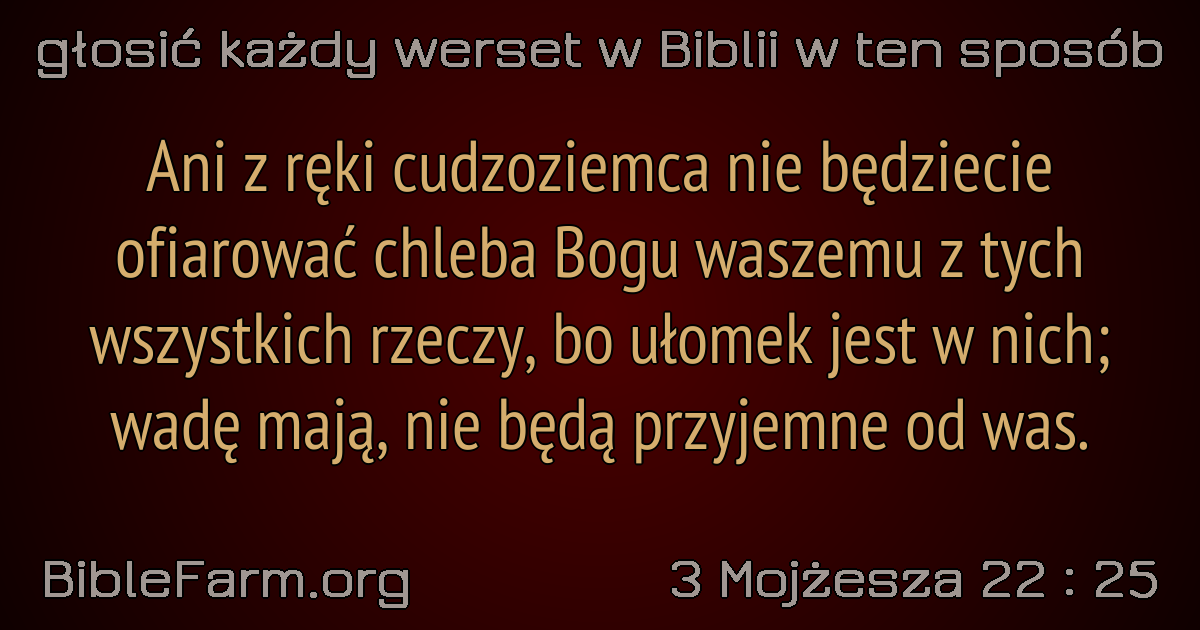 głosić każdy werset w Biblii w ten sposób
Ani z ręki cudzoziemca nie będziecie
ofiarować chleba Bogu waszemu z tych
wszystkich rzeczy, bo ułomek jest w nich;
wadę mają, nie będą przyjemne od was.
BibleFarm.org
3 Mojżesza 22 : 25